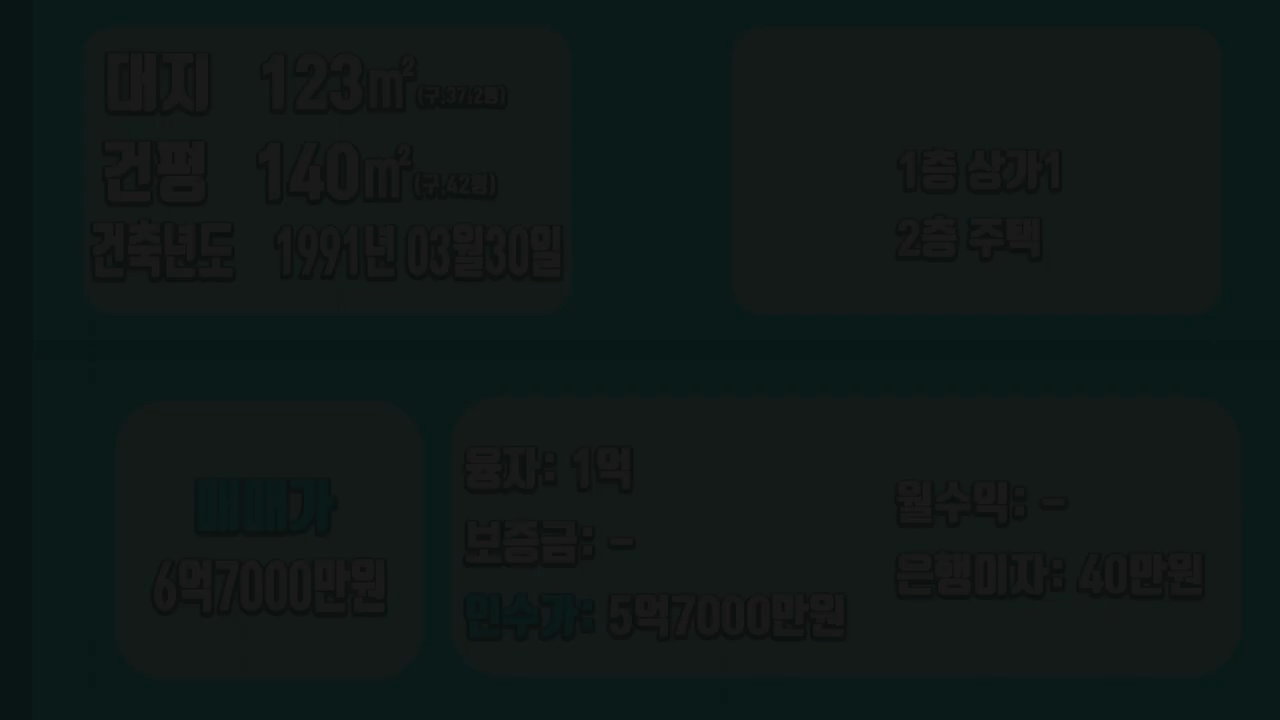 대지 123㎡(구.37.2평)
건평 140㎡(구.42평)
건축년도 1991년 03월30일
1층 상가1
2층 주택
매매가
6억7000만원
융자: 1억
보증금: -
인수가: 5억7000만원
월수익: -
은행이자: 40만원